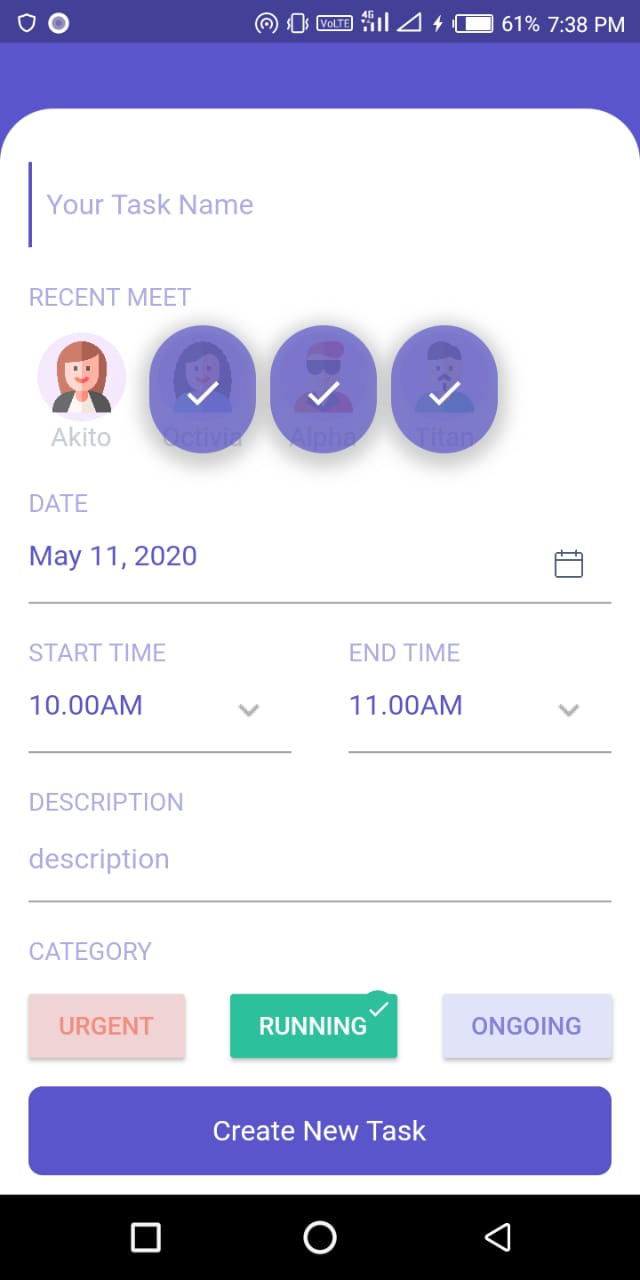 VoLTE 4G 61% 7:38 PM
Your Task Name
RECENT MEET
Akito Octivia Alpha Titan
DATE
May 11, 2020
START TIME END TIME
10.00AM 11.00AM
DESCRIPTION
description
CATEGORY
URGENT RUNNING ONGOING
Create New Task